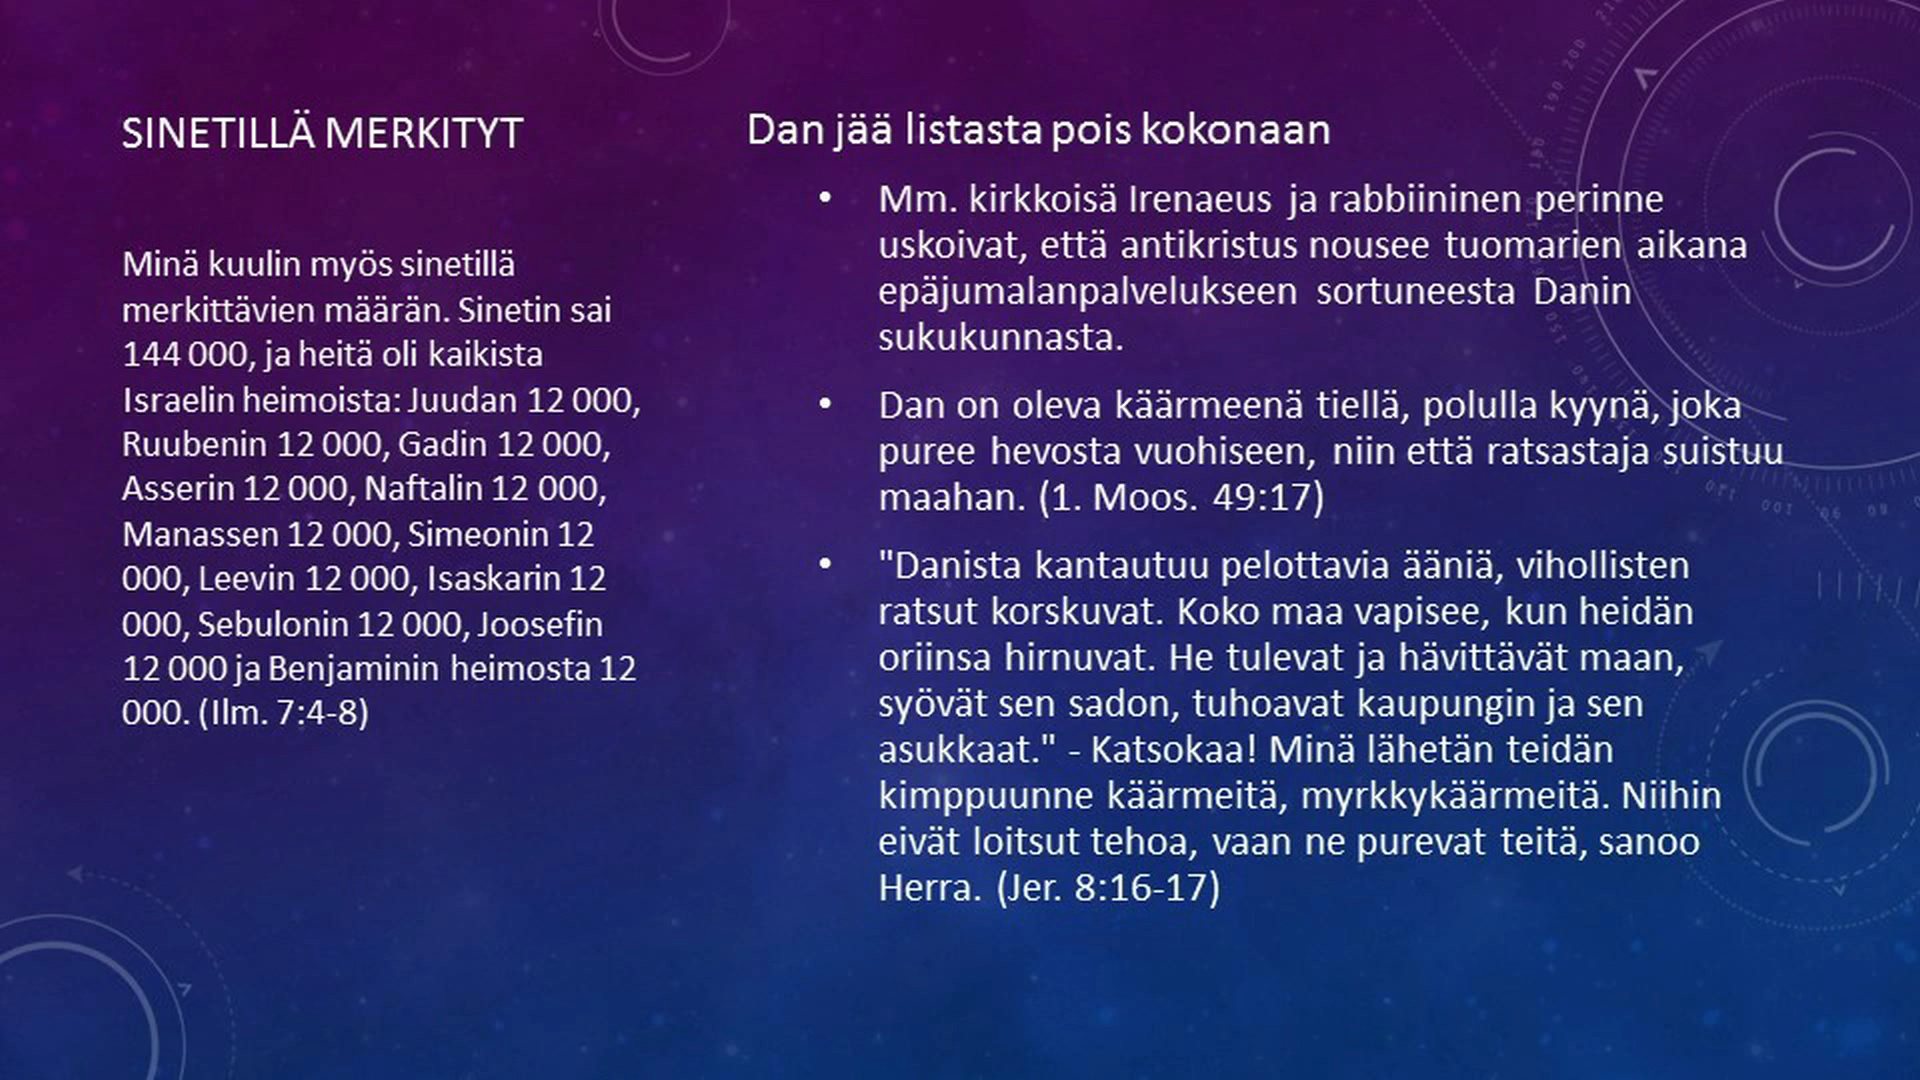 SINETILLÄ MERKITYT
Minä kuulin myös sinetillä
merkittävien määrän. Sinetin sai
144 000, ja heitä oli kaikista
Israelin heimoista: Juudan 12 000,
Ruubenin 12 000, Gadin 12 000,
Asserin 12 000, Naftalin 12 000,
Manassen 12 000, Simeonin 12
000, Leevin 12 000, Isaskarin 12
000, Sebulonin 12 000, Joosefin
12 000 ja Benjaminin heimosta 12
000. (Ilm. 7:4-8)
Dan jää listasta pois kokonaan
• Mm. kirkkoisä Irenaeus ja rabbiininen perinne
uskoivat, että antikristus nousee tuomarien aikana
epäjumalanpalvelukseen sortuneesta Danin
sukukunnasta.
• Dan on oleva käärmeenä tiellä, polulla kyynä, joka
puree hevosta vuohiseen, niin että ratsastaja suistuu
maahan. (1. Moos. 49:17)
• "Danista kantautuu pelottavia ääniä, vihollisten
ratsut korskuvat. Koko maa vapisee, kun heidän
oriinsa hirnuvat. He tulevat ja hävittävät maan,
syövät sen sadon, tuhoavat kaupungin ja sen
asukkaat." - Katsokaa! Minä lähetän teidän
kimppuunne käärmeitä, myrkkykäärmeitä. Niihin
eivät loitsut tehoa, vaan ne purevat teitä, sanoo
Herra. (Jer. 8:16-17)